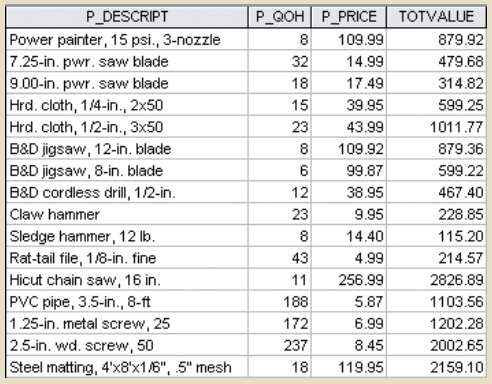 P_DESCRIPT P_QOH P_PRICE TOTVALUE
Power painter, 15 psi., 3-nozzle 8 109.99 879.92
7.25-in. pwr. saw blade 32 14.99 479.68
9.00-in. pwr. saw blade 18 17.49 314.82
Hrd. cloth, 1/4-in., 2x50 15 39.95 599.25
Hrd. cloth, 1/2-in., 3x50 23 43.99 1011.77
B&D jigsaw, 12-in. blade 8 109.92 879.36
B&D jigsaw, 8-in. blade 6 99.87 599.22
B&D cordless drill, 1/2-in. 12 38.95 467.40
Claw hammer 23 9.95 228.85
Sledge hammer, 12 lb. 8 14.40 115.20
Rat-tail file, 1/8-in. fine 43 4.99 214.57
Hicut chain saw, 16 in. 11 256.99 2826.89
PVC pipe, 3.5-in., 8-ft 188 5.87 1103.56
1.25-in. metal screw, 25 172 6.99 1202.28
2.5-in. wd. screw, 50 237 8.45 2002.65
Steel matting, 4'x8'x1/6", .5" mesh 18 119.95 2159.10